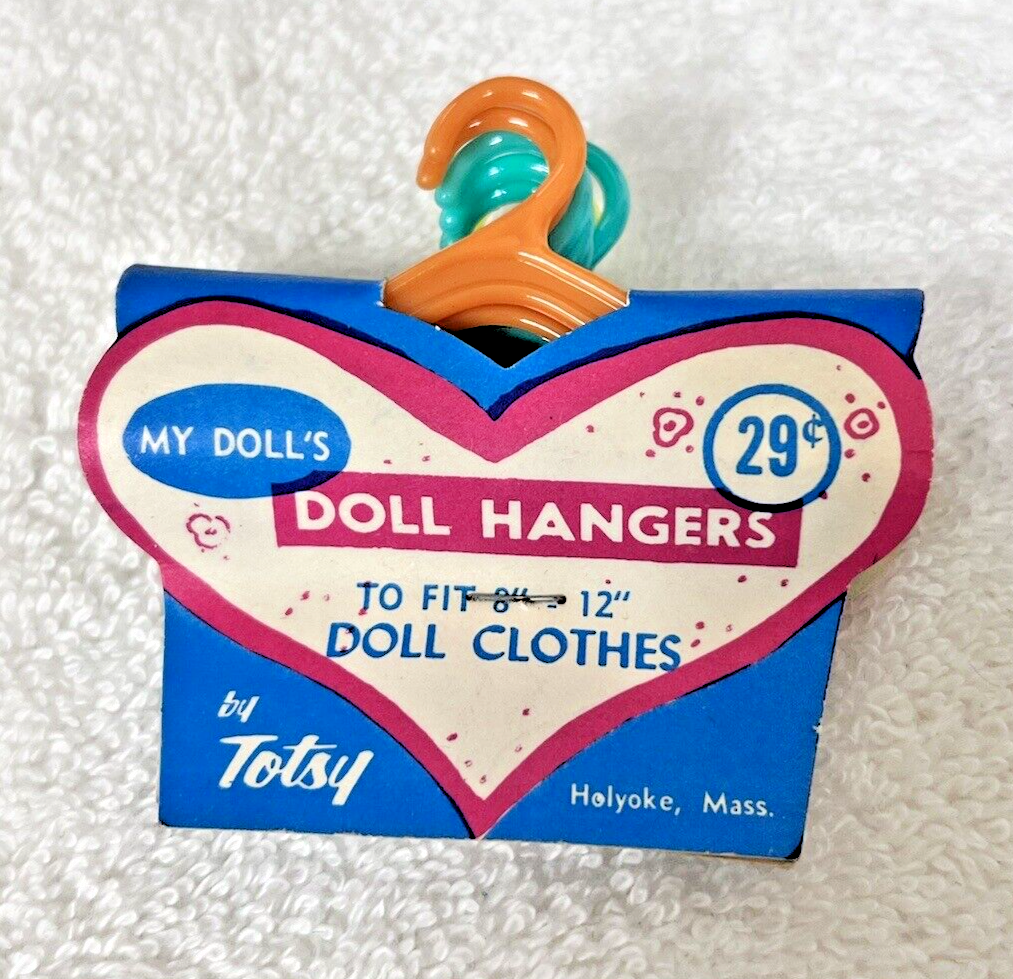 MY DOLL'S
29¢
DOLL HANGERS
TO FIT 8" - 12"
DOLL CLOTHES
by
Totsy
Holyoke, Mass.